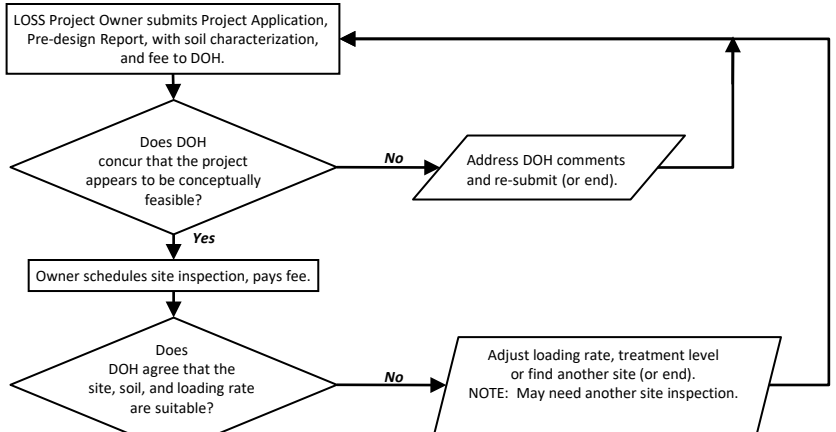 LOSS Project Owner submits Project Application,
Pre-design Report, with soil characterization,
and fee to DOH.
Does DOH
concur that the project
appears to be conceptually
feasible?
No
Address DOH comments
and re-submit (or end).
Yes
Owner schedules site inspection, pays fee.
Does
DOH agree that the
site, soil, and loading rate
are suitable?
No
Adjust loading rate, treatment level
or find another site (or end).
NOTE:  May need another site inspection.